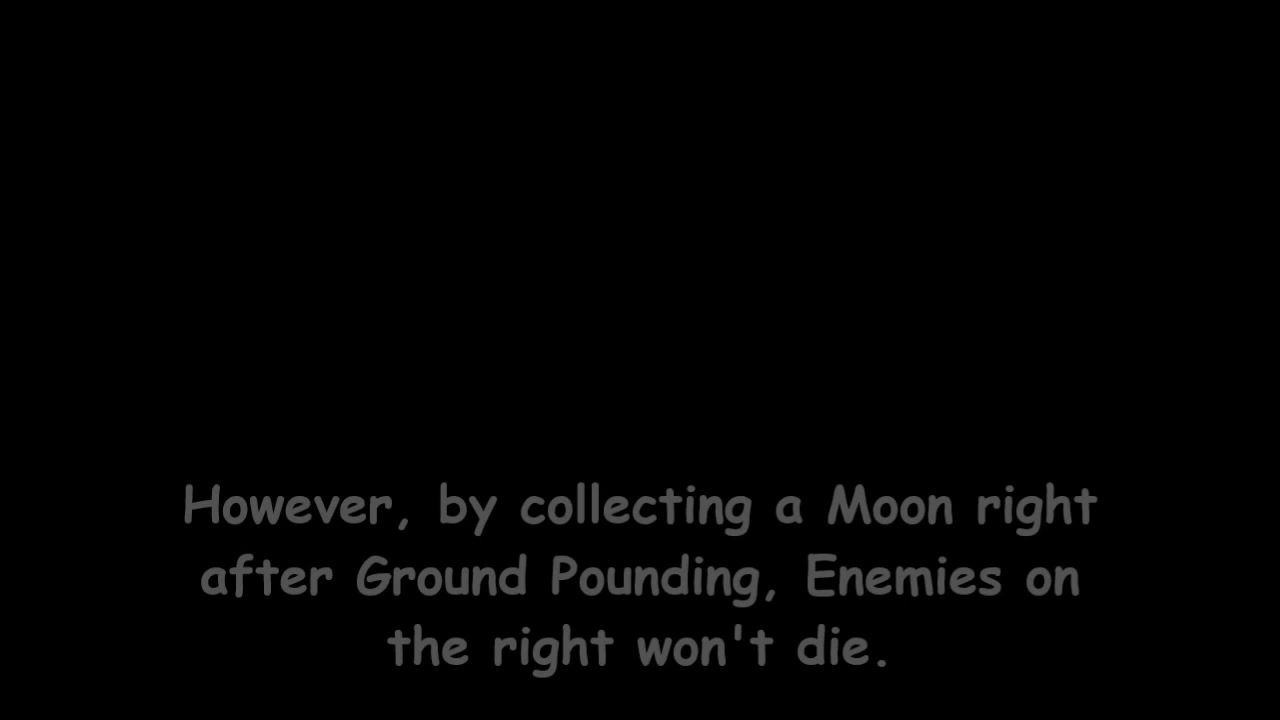 However, by collecting a Moon right
after Ground Pounding, Enemies on
the right won't die.